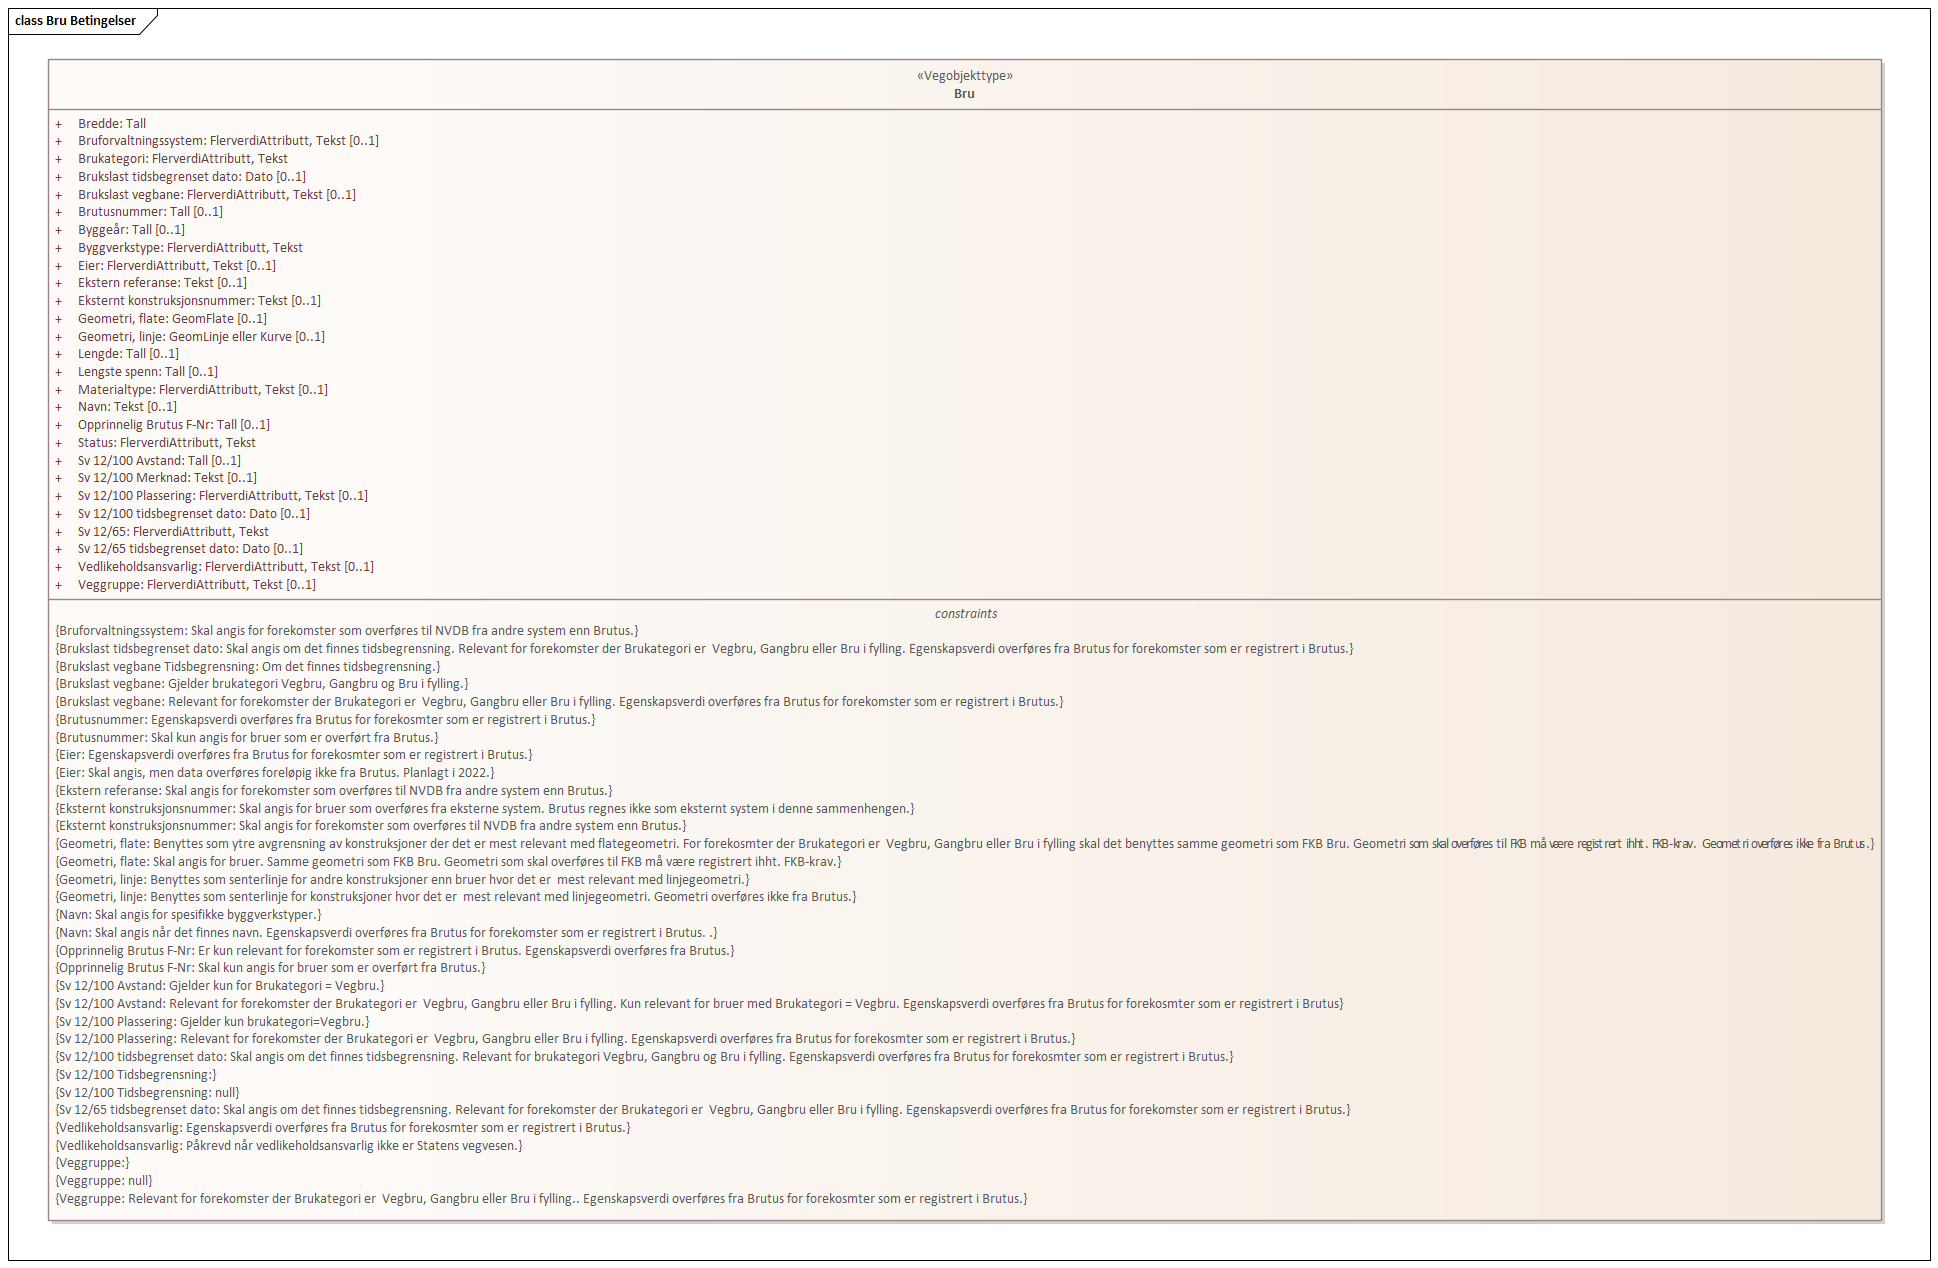 class Bru Betingelser
«Vegobjekttype»
Bru
+ Bredde: Tall
+ Bruforvaltningssystem: FlerverdiAttributt, Tekst [0..1]
+ Brukategori: FlerverdiAttributt, Tekst
+ Brukslast tidsbegrenset dato: Dato [0..1]
+ Brukslast vegbane: FlerverdiAttributt, Tekst [0..1]
+ Brutusnummer: Tall [0..1]
+ Byggeår: Tall [0..1]
+ Byggverkstype: FlerverdiAttributt, Tekst
+ Eier: FlerverdiAttributt, Tekst [0..1]
+ Ekstern referanse: Tekst [0..1]
+ Eksternt konstruksjonsnummer: Tekst [0..1]
+ Geometri, flate: GeomFlate [0..1]
+ Geometri, linje: GeomLinje eller Kurve [0..1]
+ Lengde: Tall [0..1]
+ Lengste spenn: Tall [0..1]
+ Materialtype: FlerverdiAttributt, Tekst [0..1]
+ Navn: Tekst [0..1]
+ Opprinnelig Brutus F-Nr: Tall [0..1]
+ Status: FlerverdiAttributt, Tekst
+ Sv 12/100 Avstand: Tall [0..1]
+ Sv 12/100 Merknad: Tekst [0..1]
+ Sv 12/100 Plassering: FlerverdiAttributt, Tekst [0..1]
+ Sv 12/100 tidsbegrenset dato: Dato [0..1]
+ Sv 12/65: FlerverdiAttributt, Tekst
+ Sv 12/65 tidsbegrenset dato: Dato [0..1]
+ Vedlikeholdsansvarlig: FlerverdiAttributt, Tekst [0..1]
+ Veggruppe: FlerverdiAttributt, Tekst [0..1]
constraints
{Bruforvaltningssystem: Skal angis for forekomster som overføres til NVDB fra andre system enn Brutus.}
{Brukslast tidsbegrenset dato: Skal angis om det finnes tidsbegrensning. Relevant for forekomster der Brukategori er  Vegbru, Gangbru eller Bru i fylling. Egenskapsverdi overføres fra Brutus for forekomster som er registrert i Brutus.}
{Brukslast vegbane Tidsbegrensning: Om det finnes tidsbegrensning.}
{Brukslast vegbane: Gjelder brukategori Vegbru, Gangbru og Bru i fylling.}
{Brukslast vegbane: Relevant for forekomster der Brukategori er  Vegbru, Gangbru eller Bru i fylling. Egenskapsverdi overføres fra Brutus for forekomster som er registrert i Brutus.}
{Brutusnummer: Egenskapsverdi overføres fra Brutus for forekosmter som er registrert i Brutus.}
{Brutusnummer: Skal kun angis for bruer som er overført fra Brutus.}
{Eier: Egenskapsverdi overføres fra Brutus for forekosmter som er registrert i Brutus.}
{Eier: Skal angis, men data overføres foreløpig ikke fra Brutus. Planlagt i 2022.}
{Ekstern referanse: Skal angis for forekomster som overføres til NVDB fra andre system enn Brutus.}
{Eksternt konstruksjonsnummer: Skal angis for bruer som overføres fra eksterne system. Brutus regnes ikke som eksternt system i denne sammenhengen.}
{Eksternt konstruksjonsnummer: Skal angis for forekomster som overføres til NVDB fra andre system enn Brutus.}
{Geometri, flate: Benyttes som ytre avgrensning av konstruksjoner der det er mest relevant med flategeometri. For forekosmter der Brukategori er  Vegbru, Gangbru eller Bru i fylling skal det benyttes samme geometri som FKB Bru. Geometri som skal overføres til FKB må være registrert ihht. FKB-krav.  Geometri overføres ikke fra Brutus.}
{Geometri, flate: Skal angis for bruer. Samme geometri som FKB Bru. Geometri som skal overføres til FKB må være registrert ihht. FKB-krav.}
{Geometri, linje: Benyttes som senterlinje for andre konstruksjoner enn bruer hvor det er  mest relevant med linjegeometri.}
{Geometri, linje: Benyttes som senterlinje for konstruksjoner hvor det er  mest relevant med linjegeometri. Geometri overføres ikke fra Brutus.}
{Navn: Skal angis for spesifikke byggverkstyper.}
{Navn: Skal angis når det finnes navn. Egenskapsverdi overføres fra Brutus for forekomster som er registrert i Brutus. .}
{Opprinnelig Brutus F-Nr: Er kun relevant for forekomster som er registrert i Brutus. Egenskapsverdi overføres fra Brutus.}
{Opprinnelig Brutus F-Nr: Skal kun angis for bruer som er overført fra Brutus.}
{Sv 12/100 Avstand: Gjelder kun for Brukategori = Vegbru.}
{Sv 12/100 Avstand: Relevant for forekomster der Brukategori er  Vegbru, Gangbru eller Bru i fylling. Kun relevant for bruer med Brukategori = Vegbru. Egenskapsverdi overføres fra Brutus for forekosmter som er registrert i Brutus}
{Sv 12/100 Plassering: Gjelder kun brukategori=Vegbru.}
{Sv 12/100 Plassering: Relevant for forekomster der Brukategori er  Vegbru, Gangbru eller Bru i fylling. Egenskapsverdi overføres fra Brutus for forekosmter som er registrert i Brutus.}
{Sv 12/100 tidsbegrenset dato: Skal angis om det finnes tidsbegrensning. Relevant for brukategori Vegbru, Gangbru og Bru i fylling. Egenskapsverdi overføres fra Brutus for forekosmter som er registrert i Brutus.}
{Sv 12/100 Tidsbegrensning:}
{Sv 12/100 Tidsbegrensning: null}
{Sv 12/65 tidsbegrenset dato: Skal angis om det finnes tidsbegrensning. Relevant for forekomster der Brukategori er  Vegbru, Gangbru eller Bru i fylling. Egenskapsverdi overføres fra Brutus for forekomster som er registrert i Brutus.}
{Vedlikeholdsansvarlig: Egenskapsverdi overføres fra Brutus for forekosmter som er registrert i Brutus.}
{Vedlikeholdsansvarlig: Påkrevd når vedlikeholdsansvarlig ikke er Statens vegvesen.}
{Veggruppe:}
{Veggruppe: null}
{Veggruppe: Relevant for forekomster der Brukategori er  Vegbru, Gangbru eller Bru i fylling.. Egenskapsverdi overføres fra Brutus for forekosmter som er registrert i Brutus.}